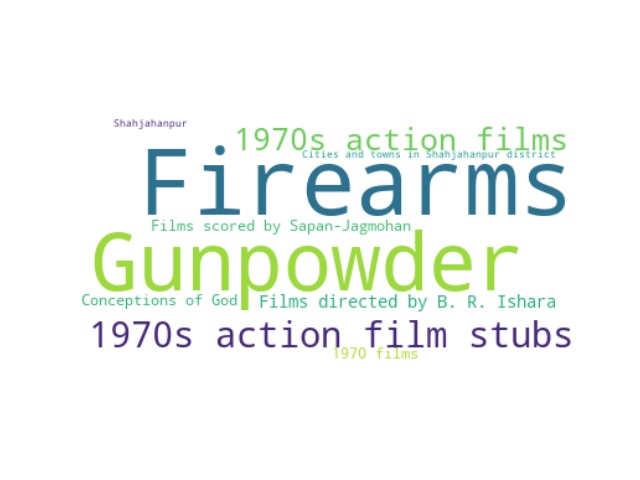 Shahjahanpur
1970s action films
Cities and towns in Shahjahanpur district
Firearms
Films scored by Sapan-Jagmohan
Gunpowder
Conceptions of God
Films directed by B. R. Ishara
1970s action film stubs
1970 films